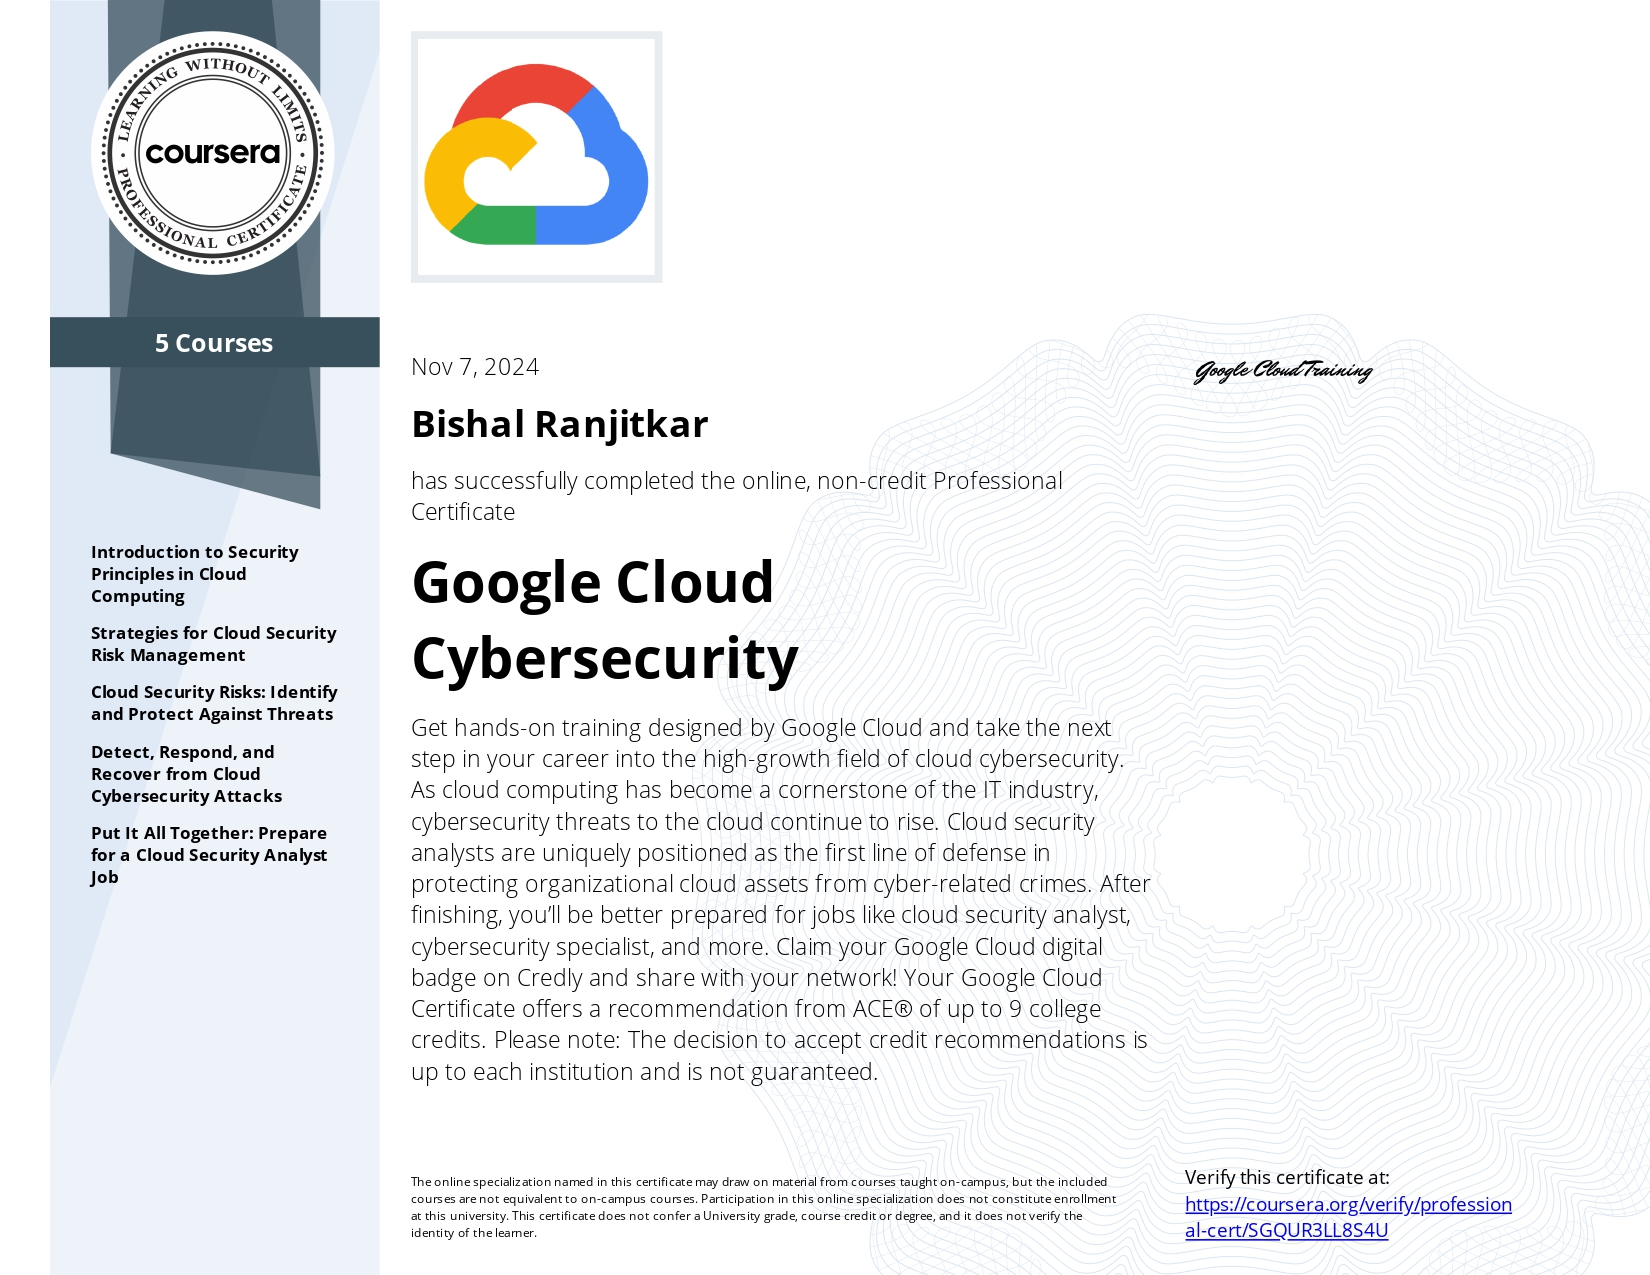 LEARNING WITHOUT LIMITS
coursera
PROFESSIONAL CERTIFICATE
5 Courses
Introduction to Security
Principles in Cloud
Computing
Strategies for Cloud Security
Risk Management
Cloud Security Risks: Identify
and Protect Against Threats
Detect, Respond, and
Recover from Cloud
Cybersecurity Attacks
Put It All Together: Prepare
for a Cloud Security Analyst
Job
Nov 7, 2024
Bishal Ranjitkar
has successfully completed the online, non-credit Professional
Certificate
Google Cloud
Cybersecurity
Get hands-on training designed by Google Cloud and take the next
step in your career into the high-growth field of cloud cybersecurity.
As cloud computing has become a cornerstone of the IT industry,
cybersecurity threats to the cloud continue to rise. Cloud security
analysts are uniquely positioned as the first line of defense in
protecting organizational cloud assets from cyber-related crimes. After
finishing, you’ll be better prepared for jobs like cloud security analyst,
cybersecurity specialist, and more. Claim your Google Cloud digital
badge on Credly and share with your network! Your Google Cloud
Certificate offers a recommendation from ACE® of up to 9 college
credits. Please note: The decision to accept credit recommendations is
up to each institution and is not guaranteed.
Google Cloud Training
The online specialization named in this certificate may draw on material from courses taught on-campus, but the included
courses are not equivalent to on-campus courses. Participation in this online specialization does not constitute enrollment
at this university. This certificate does not confer a University grade, course credit or degree, and it does not verify the
identity of the learner.
Verify this certificate at:
https://coursera.org/verify/profession
al-cert/SGQUR3LL8S4U